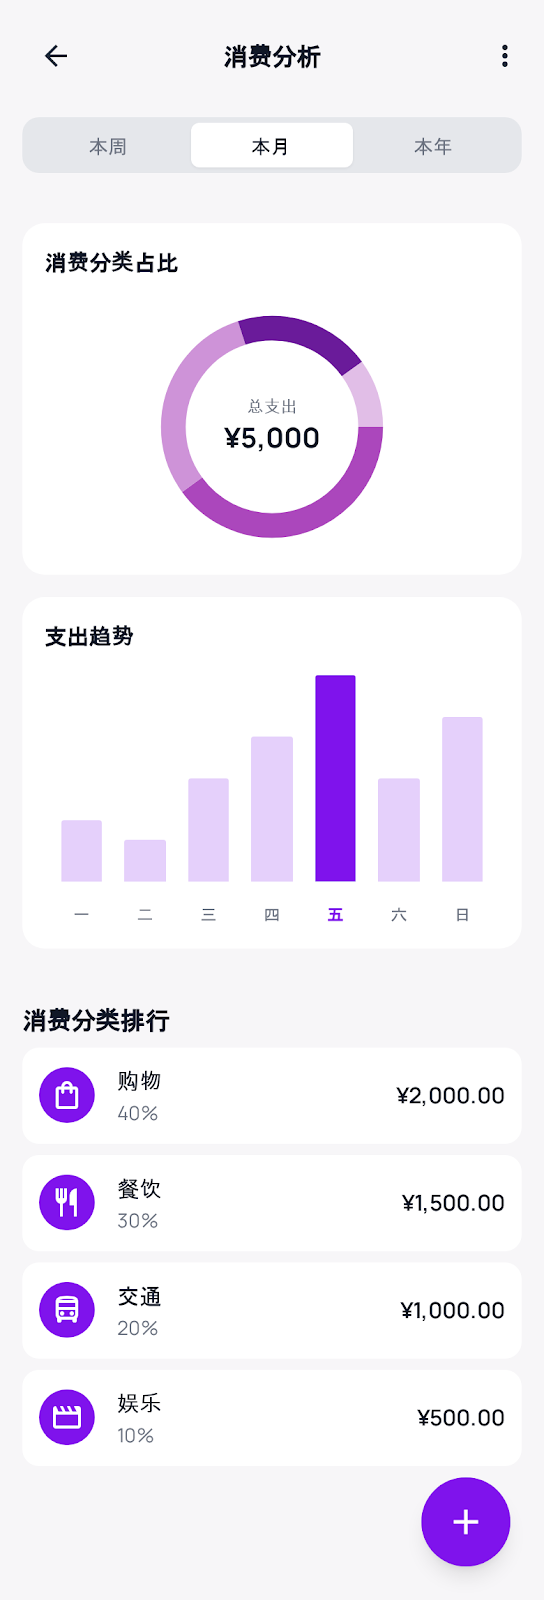 消费分析
本周 本月 本年
消费分类占比
总支出
¥5,000
支出趋势
一 二 三 四 五 六 日
消费分类排行
购物
40%
¥2,000.00
餐饮
30%
¥1,500.00
交通
20%
¥1,000.00
娱乐
10%
¥500.00